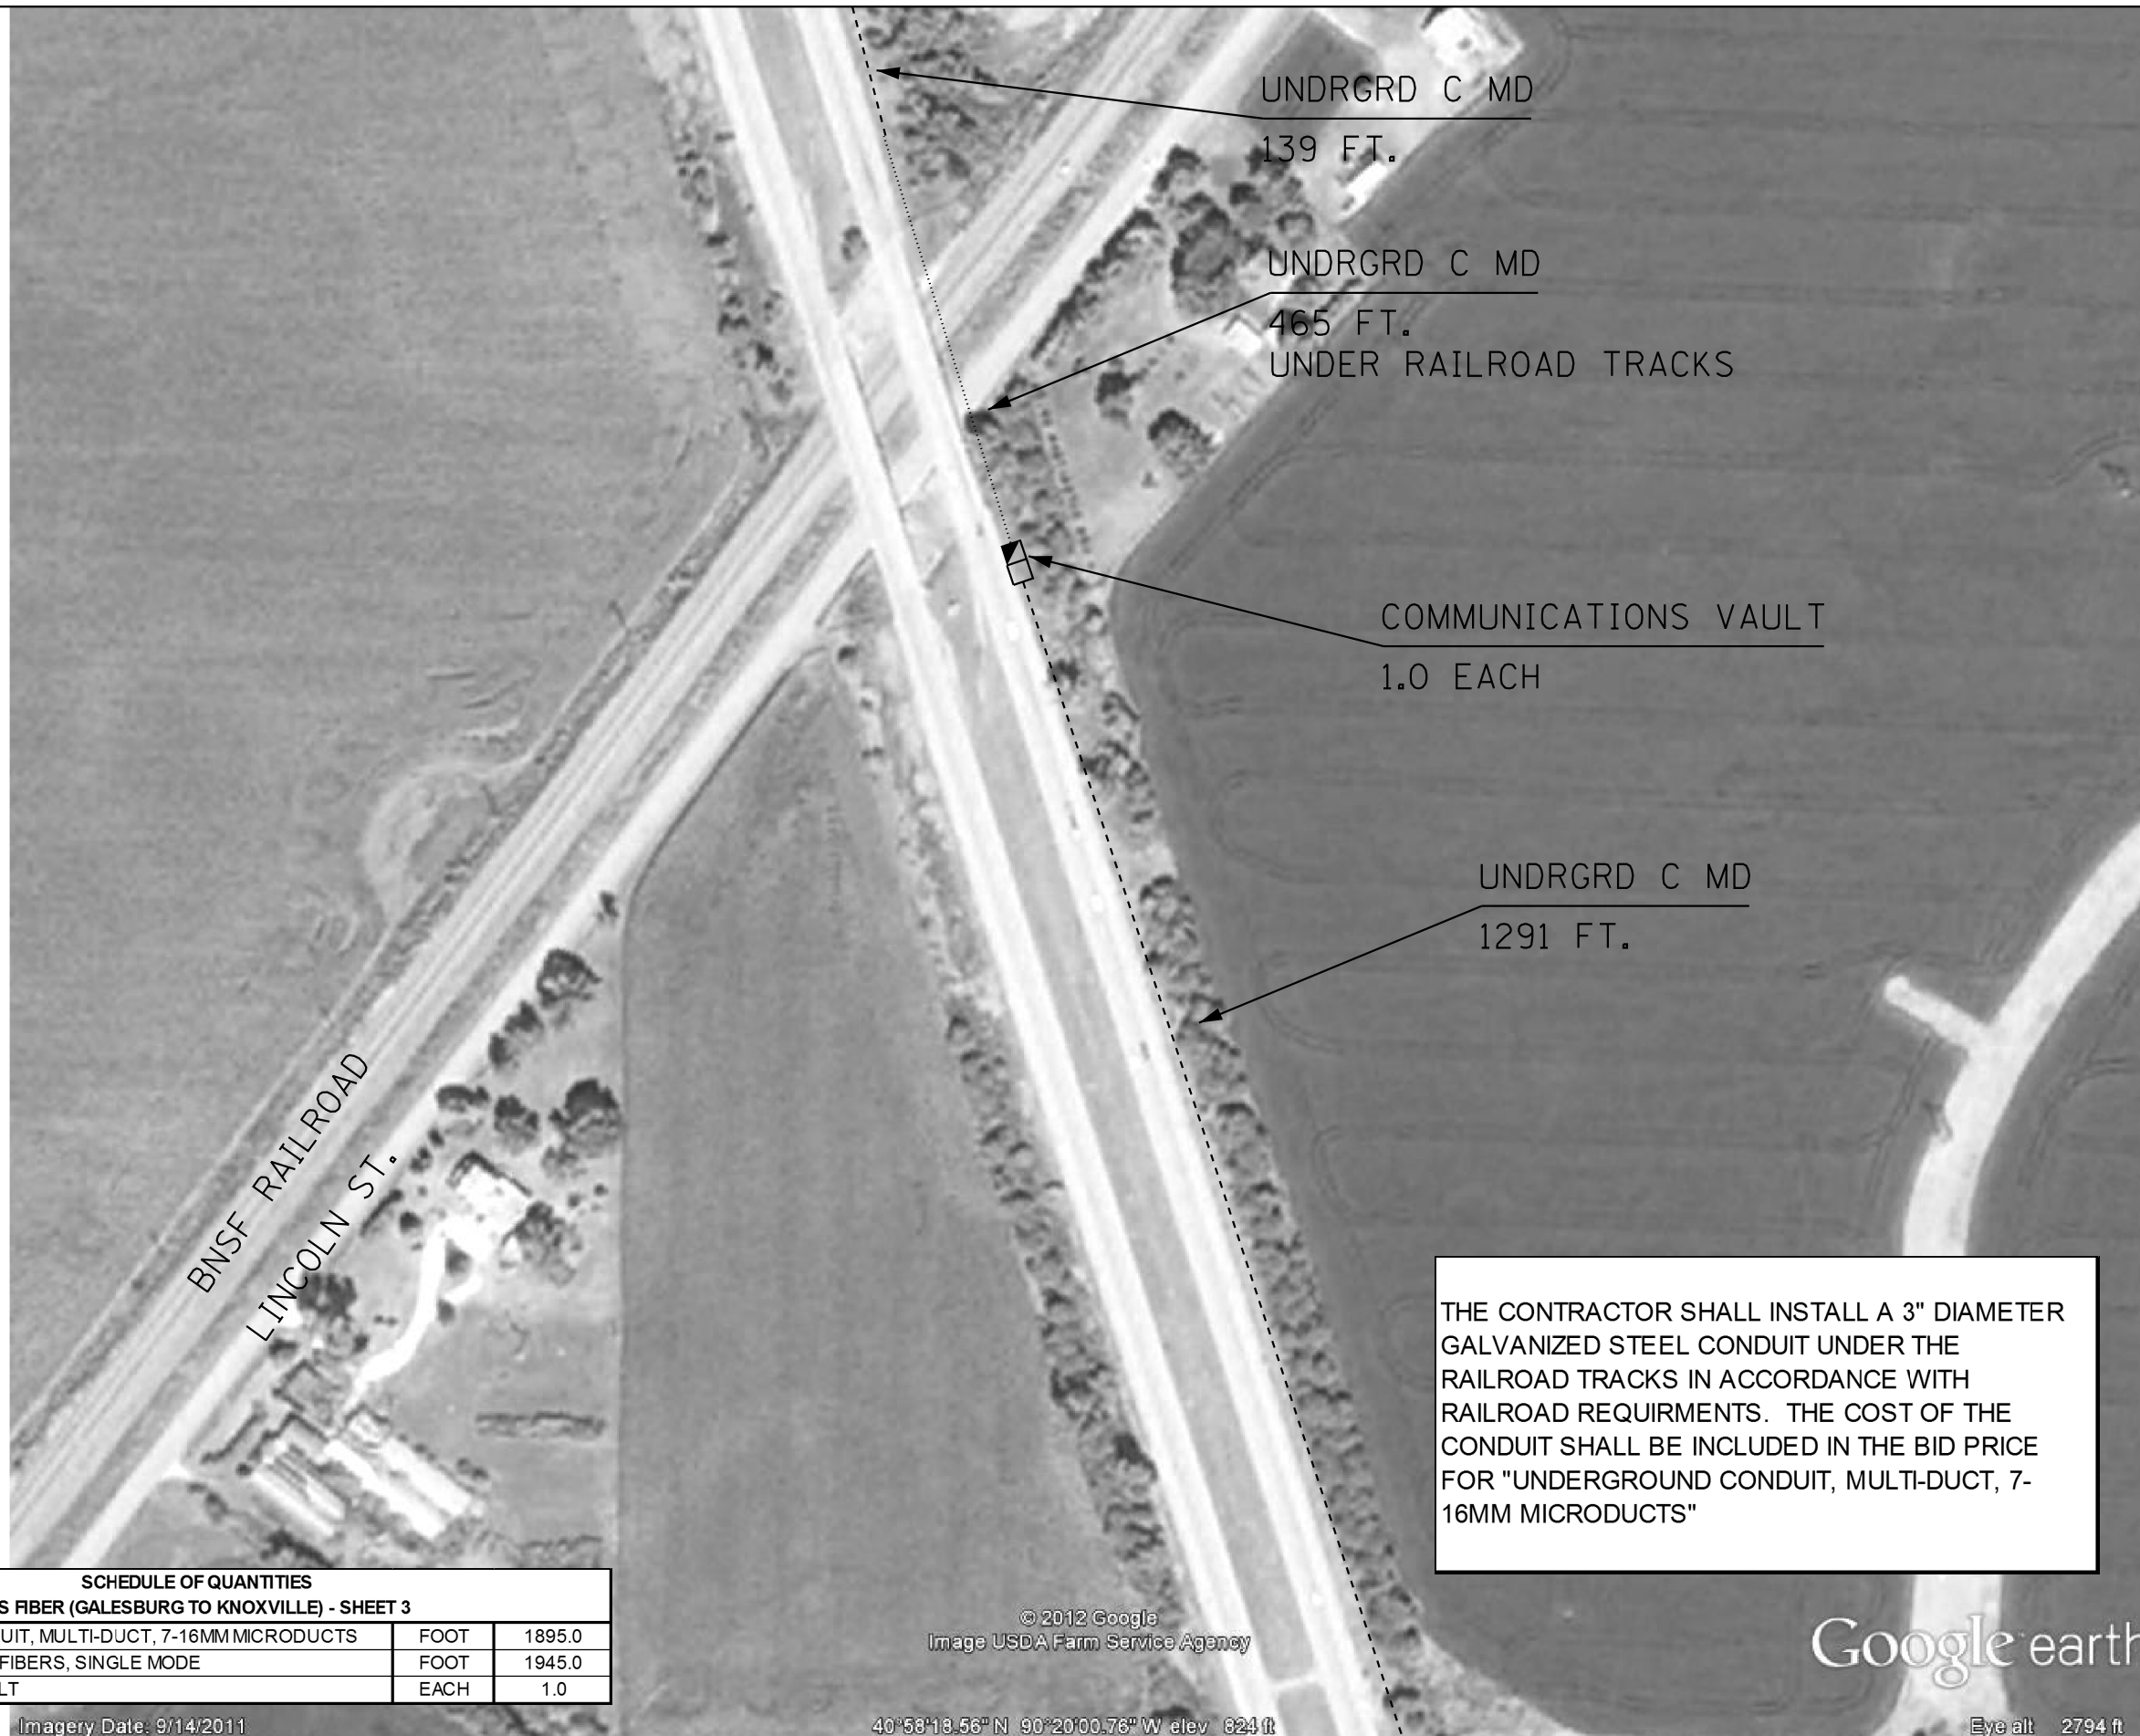 UNDRGRD C MD
139 FT.
UNDRGRD C MD
465 FT.
UNDER RAILROAD TRACKS
COMMUNICATIONS VAULT
1.0 EACH
UNDRGRD C MD
1291 FT.
BNSF RAILROAD
LINCOLN ST.
THE CONTRACTOR SHALL INSTALL A 3" DIAMETER
GALVANIZED STEEL CONDUIT UNDER THE
RAILROAD TRACKS IN ACCORDANCE WITH
RAILROAD REQUIRMENTS. THE COST OF THE
CONDUIT SHALL BE INCLUDED IN THE BID PRICE
FOR "UNDERGROUND CONDUIT, MULTI-DUCT, 7-
16MM MICRODUCTS"
SCHEDULE OF QUANTITIES
S FIBER (GALESBURG TO KNOXVILLE) - SHEET 3
UIT, MULTI-DUCT, 7-16MM MICRODUCTS FOOT 1895.0
FIBERS, SINGLE MODE FOOT 1945.0
LT EACH 1.0
© 2012 Google
Image USDA Farm Service Agency
Google earth
Imagery Date: 9/14/2011
40°58'18.56" N 90°20'00.76" W elev 824 ft
Eye alt 2794 ft